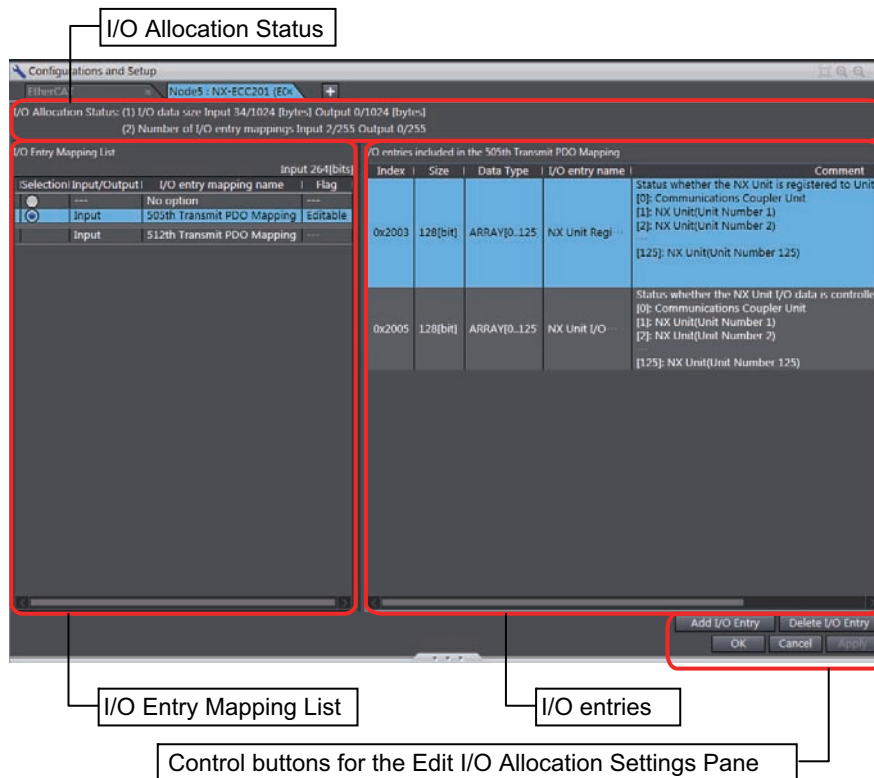 I/O Allocation Status
Configurations and Setup
EtherCAT Node5 : NX-ECC201 (E0
I/O Allocation Status: (1) I/O data size Input 34/1024 [bytes] Output 0/1024 [bytes]
(2) Number of I/O entry mappings Input 2/255 Output 0/255
I/O Entry Mapping List
Input 264[bits]
Selection Input/Output I/O entry mapping name Flag
--- No option ---
Input 505th Transmit PDO Mapping Editable
Input 512th Transmit PDO Mapping ---
I/O entries included in the 505th Transmit PDO Mapping
Index Size Data Type I/O entry name Comment
0x2003 128[bit] ARRAY[0..125 NX Unit Regi...
Status whether the NX Unit is registered to Unit
[0]: Communications Coupler Unit
[1]: NX Unit(Unit Number 1)
[2]: NX Unit(Unit Number 2)
...
[125]: NX Unit(Unit Number 125)
0x2005 128[bit] ARRAY[0..125 NX Unit I/O...
Status whether the NX Unit I/O data is controlle
[0]: Communications Coupler Unit
[1]: NX Unit(Unit Number 1)
[2]: NX Unit(Unit Number 2)
...
[125]: NX Unit(Unit Number 125)
Add I/O Entry Delete I/O Entry
OK Cancel Apply
I/O Entry Mapping List
I/O entries
Control buttons for the Edit I/O Allocation Settings Pane